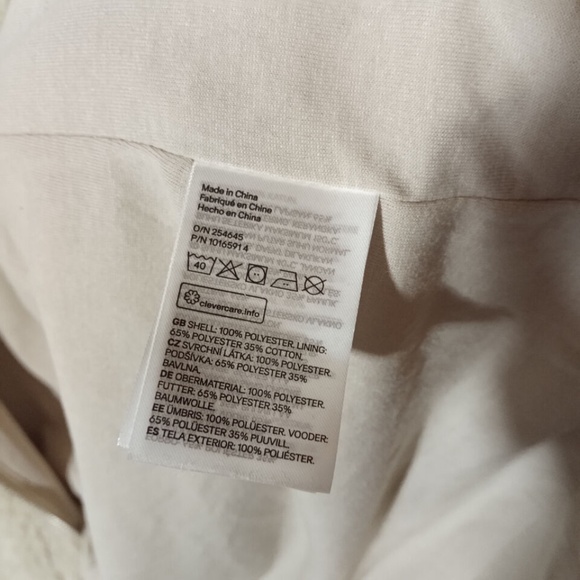 Made in China
Fabriqué en Chine
Hecho en China
O/N 254645
P/N 1016591 4
40
clevercare.info
GB SHELL: 100% POLYESTER. LINING:
65% POLYESTER 35% COTTON.
CZ SVRCHNÍ LÁTKA: 100% POLYESTER.
PODŠÍVKA: 65% POLYESTER 35%
BAVLNA.
DE OBERMATERIAL: 100% POLYESTER.
FUTTER: 65% POLYESTER 35%
BAUMWOLLE.
EE ÜMBRIS: 100% POLÜESTER. VOODER:
65% POLÜESTER 35% PUUVILL.
ES TELA EXTERIOR: 100% POLIÉSTER.